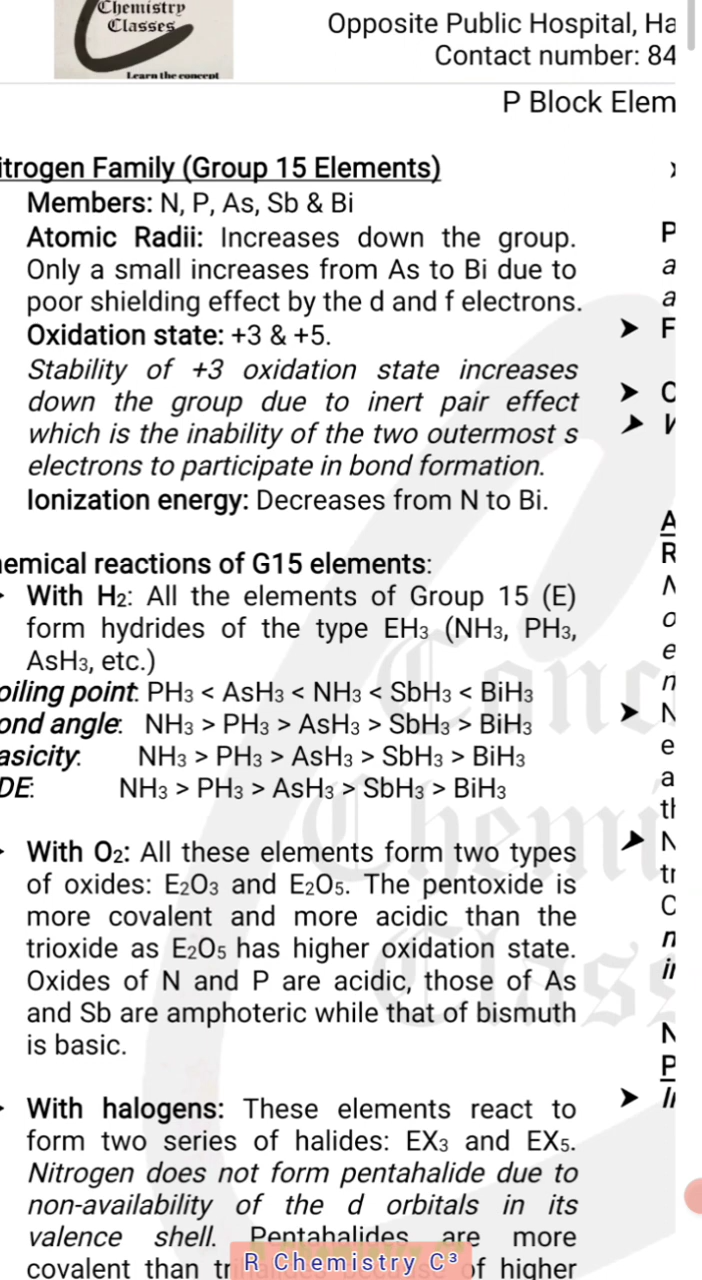 Chemistry
Classes
Learn the concept
Opposite Public Hospital, Ha
Contact number: 84
P Block Elem
itrogen Family (Group 15 Elements)
Members: N, P, As, Sb & Bi
Atomic Radii: Increases down the group.
Only a small increases from As to Bi due to
poor shielding effect by the d and f electrons.
Oxidation state: +3 & +5.
Stability of +3 oxidation state increases
down the group due to inert pair effect
which is the inability of the two outermost s
electrons to participate in bond formation.
Ionization energy: Decreases from N to Bi.
emical reactions of G15 elements:
With H₂: All the elements of Group 15 (E)
form hydrides of the type EH₃ (NH₃, PH₃,
AsH₃, etc.)
oiling point: PH₃ < AsH₃ < NH₃ < SbH₃ < BiH₃
ond angle: NH₃ > PH₃ > AsH₃ > SbH₃ > BiH₃
asicity: NH₃ > PH₃ > AsH₃ > SbH₃ > BiH₃
DE: NH₃ > PH₃ > AsH₃ > SbH₃ > BiH₃
With O₂: All these elements form two types
of oxides: E₂O₃ and E₂O₅. The pentoxide is
more covalent and more acidic than the
trioxide as E₂O₅ has higher oxidation state.
Oxides of N and P are acidic, those of As
and Sb are amphoteric while that of bismuth
is basic.
With halogens: These elements react to
form two series of halides: EX₃ and EX₅.
Nitrogen does not form pentahalide due to
non-availability of the d orbitals in its
valence shell. Pentahalides are more
covalent than of higher
R Chemistry C³